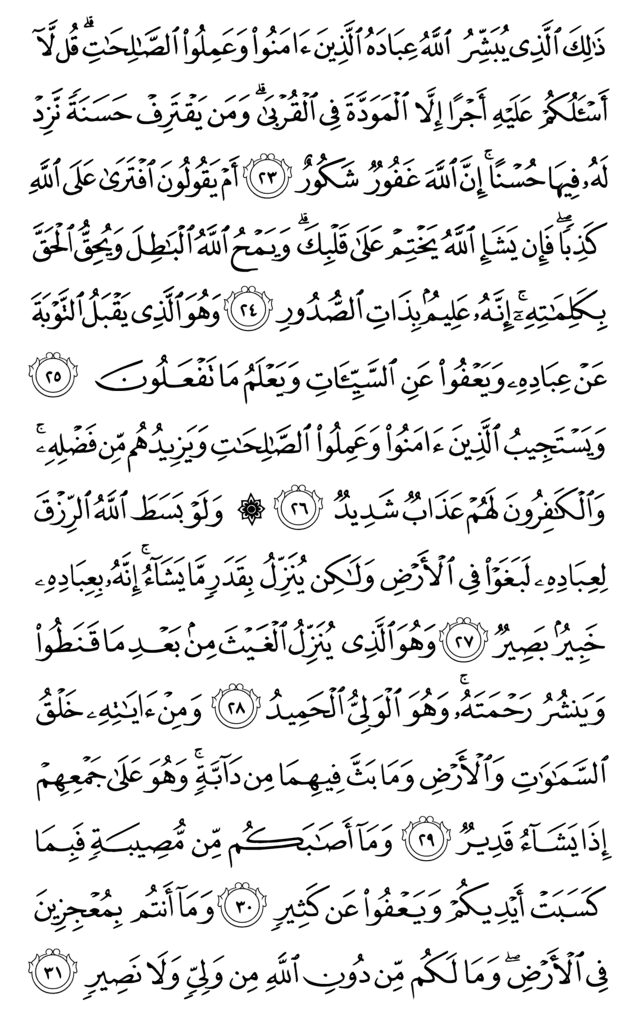 ذَٰلِكَ ٱلَّذِى يُبَشِّرُ ٱللَّهُ عِبَادَهُ ٱلَّذِينَ ءَامَنُوا۟ وَعَمِلُوا۟ ٱلصَّٰلِحَٰتِ ۗ قُل لَّآ
أَسْـَٔلُكُمْ عَلَيْهِ أَجْرًا إِلَّا ٱلْمَوَدَّةَ فِى ٱلْقُرْبَىٰ ۗ وَمَن يَقْتَرِفْ حَسَنَةً نَّزِدْ
لَهُۥ فِيهَا حُسْنًا ۚ إِنَّ ٱللَّهَ غَفُورٌ شَكُورٌ ٢٣ أَمْ يَقُولُونَ ٱفْتَرَىٰ عَلَى ٱللَّهِ
كَذِبًا ۖ فَإِن يَشَإِ ٱللَّهُ يَخْتِمْ عَلَىٰ قَلْبِكَ ۗ وَيَمْحُ ٱللَّهُ ٱلْبَٰطِلَ وَيُحِقُّ ٱلْحَقَّ
بِكَلِمَٰتِهِۦٓ ۚ إِنَّهُۥ عَلِيمٌۢ بِذَاتِ ٱلصُّدُورِ ٢٤ وَهُوَ ٱلَّذِى يَقْبَلُ ٱلتَّوْبَةَ
عَنْ عِبَادِهِۦ وَيَعْفُوا۟ عَنِ ٱلسَّيِّـَٔاتِ وَيَعْلَمُ مَا تَفْعَلُونَ ٢٥
وَيَسْتَجِيبُ ٱلَّذِينَ ءَامَنُوا۟ وَعَمِلُوا۟ ٱلصَّٰلِحَٰتِ وَيَزِيدُهُم مِّن فَضْلِهِۦ ۚ
وَٱلْكَٰفِرُونَ لَهُمْ عَذَابٌ شَدِيدٌ ٢٦ ۞ وَلَوْ بَسَطَ ٱللَّهُ ٱلرِّزْقَ
لِعِبَادِهِۦ لَبَغَوْا۟ فِى ٱلْأَرْضِ وَلَٰكِن يُنَزِّلُ بِقَدَرٍ مَّا يَشَآءُ ۚ إِنَّهُۥ بِعِبَادِهِۦ
خَبِيرٌۢ بَصِيرٌ ٢٧ وَهُوَ ٱلَّذِى يُنَزِّلُ ٱلْغَيْثَ مِنۢ بَعْدِ مَا قَنَطُوا۟
وَيَنشُرُ رَحْمَتَهُۥ ۚ وَهُوَ ٱلْوَلِىُّ ٱلْحَمِيدُ ٢٨ وَمِنْ ءَايَٰتِهِۦ خَلْقُ
ٱلسَّمَٰوَٰتِ وَٱلْأَرْضِ وَمَا بَثَّ فِيهِمَا مِن دَآبَّةٍ ۚ وَهُوَ عَلَىٰ جَمْعِهِمْ
إِذَا يَشَآءُ قَدِيرٌ ٢٩ وَمَآ أَصَٰبَكُم مِّن مُّصِيبَةٍ فَبِمَا
كَسَبَتْ أَيْدِيكُمْ وَيَعْفُوا۟ عَن كَثِيرٍ ٣٠ وَمَآ أَنتُم بِمُعْجِزِينَ
فِى ٱلْأَرْضِ ۖ وَمَا لَكُم مِّن دُونِ ٱللَّهِ مِن وَلِىٍّ وَلَا نَصِيرٍ ٣١